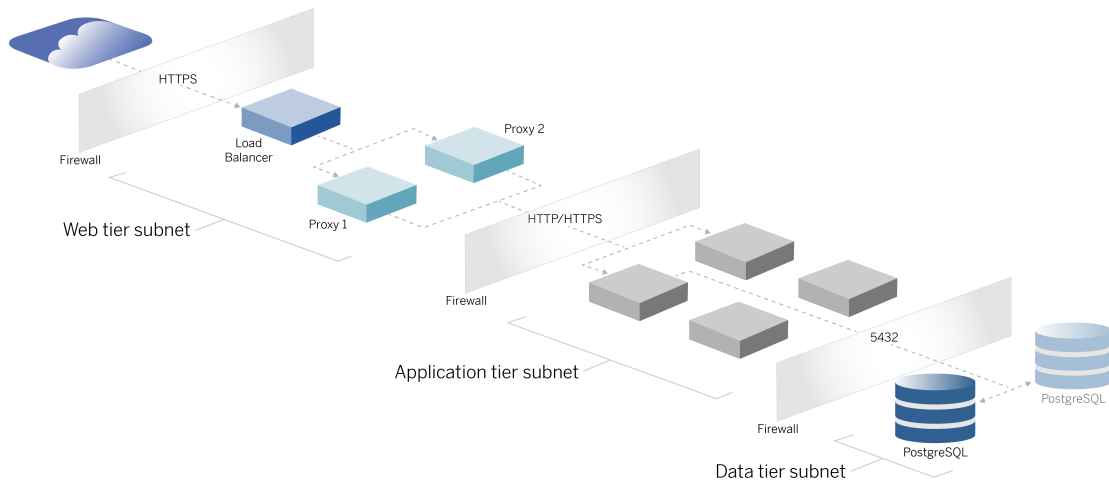 HTTPS
Load
Balancer
Firewall
Proxy 2
Proxy 1
Web tier subnet
HTTP/HTTPS
Firewall
Application tier subnet
5432
Firewall
PostgreSQL
PostgreSQL
Data tier subnet